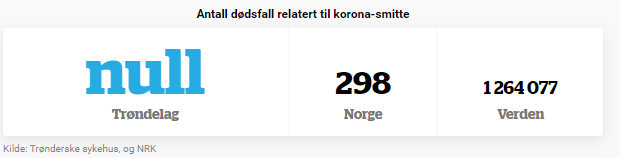 Antall dødsfall relatert til korona-smitte
null 298 1 264 077
Trøndelag Norge Verden
Kilde: Trønderske sykehus, og NRK